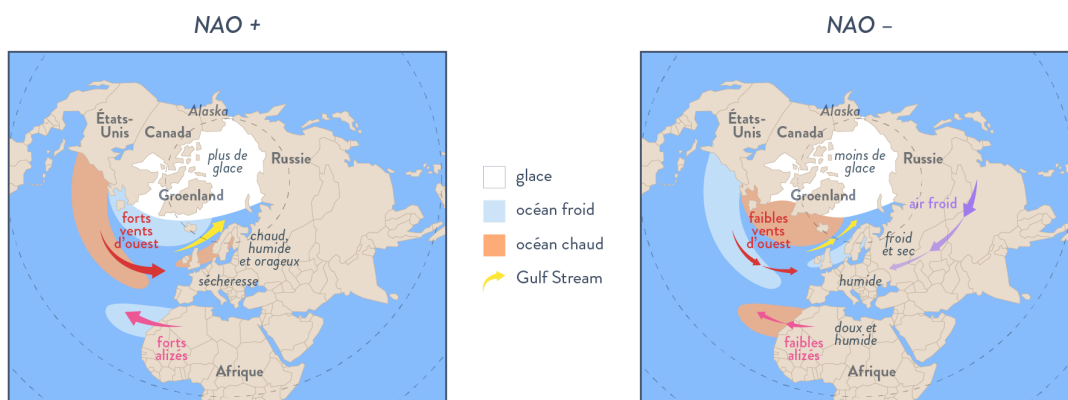 NAO +
Alaska
États-
Unis
Canada
plus de
glace
Russie
Groenland
forts
vents
d'ouest
chaud,
humide
et orageux
sécheresse
forts
alizés
Afrique
glace
océan froid
océan chaud
Gulf Stream
NAO –
Alaska
États-
Unis
Canada
moins de
glace
Russie
Groenland
air froid
faibles
vents
d'ouest
froid
et sec
humide
doux et
humide
faibles
alizés
Afrique